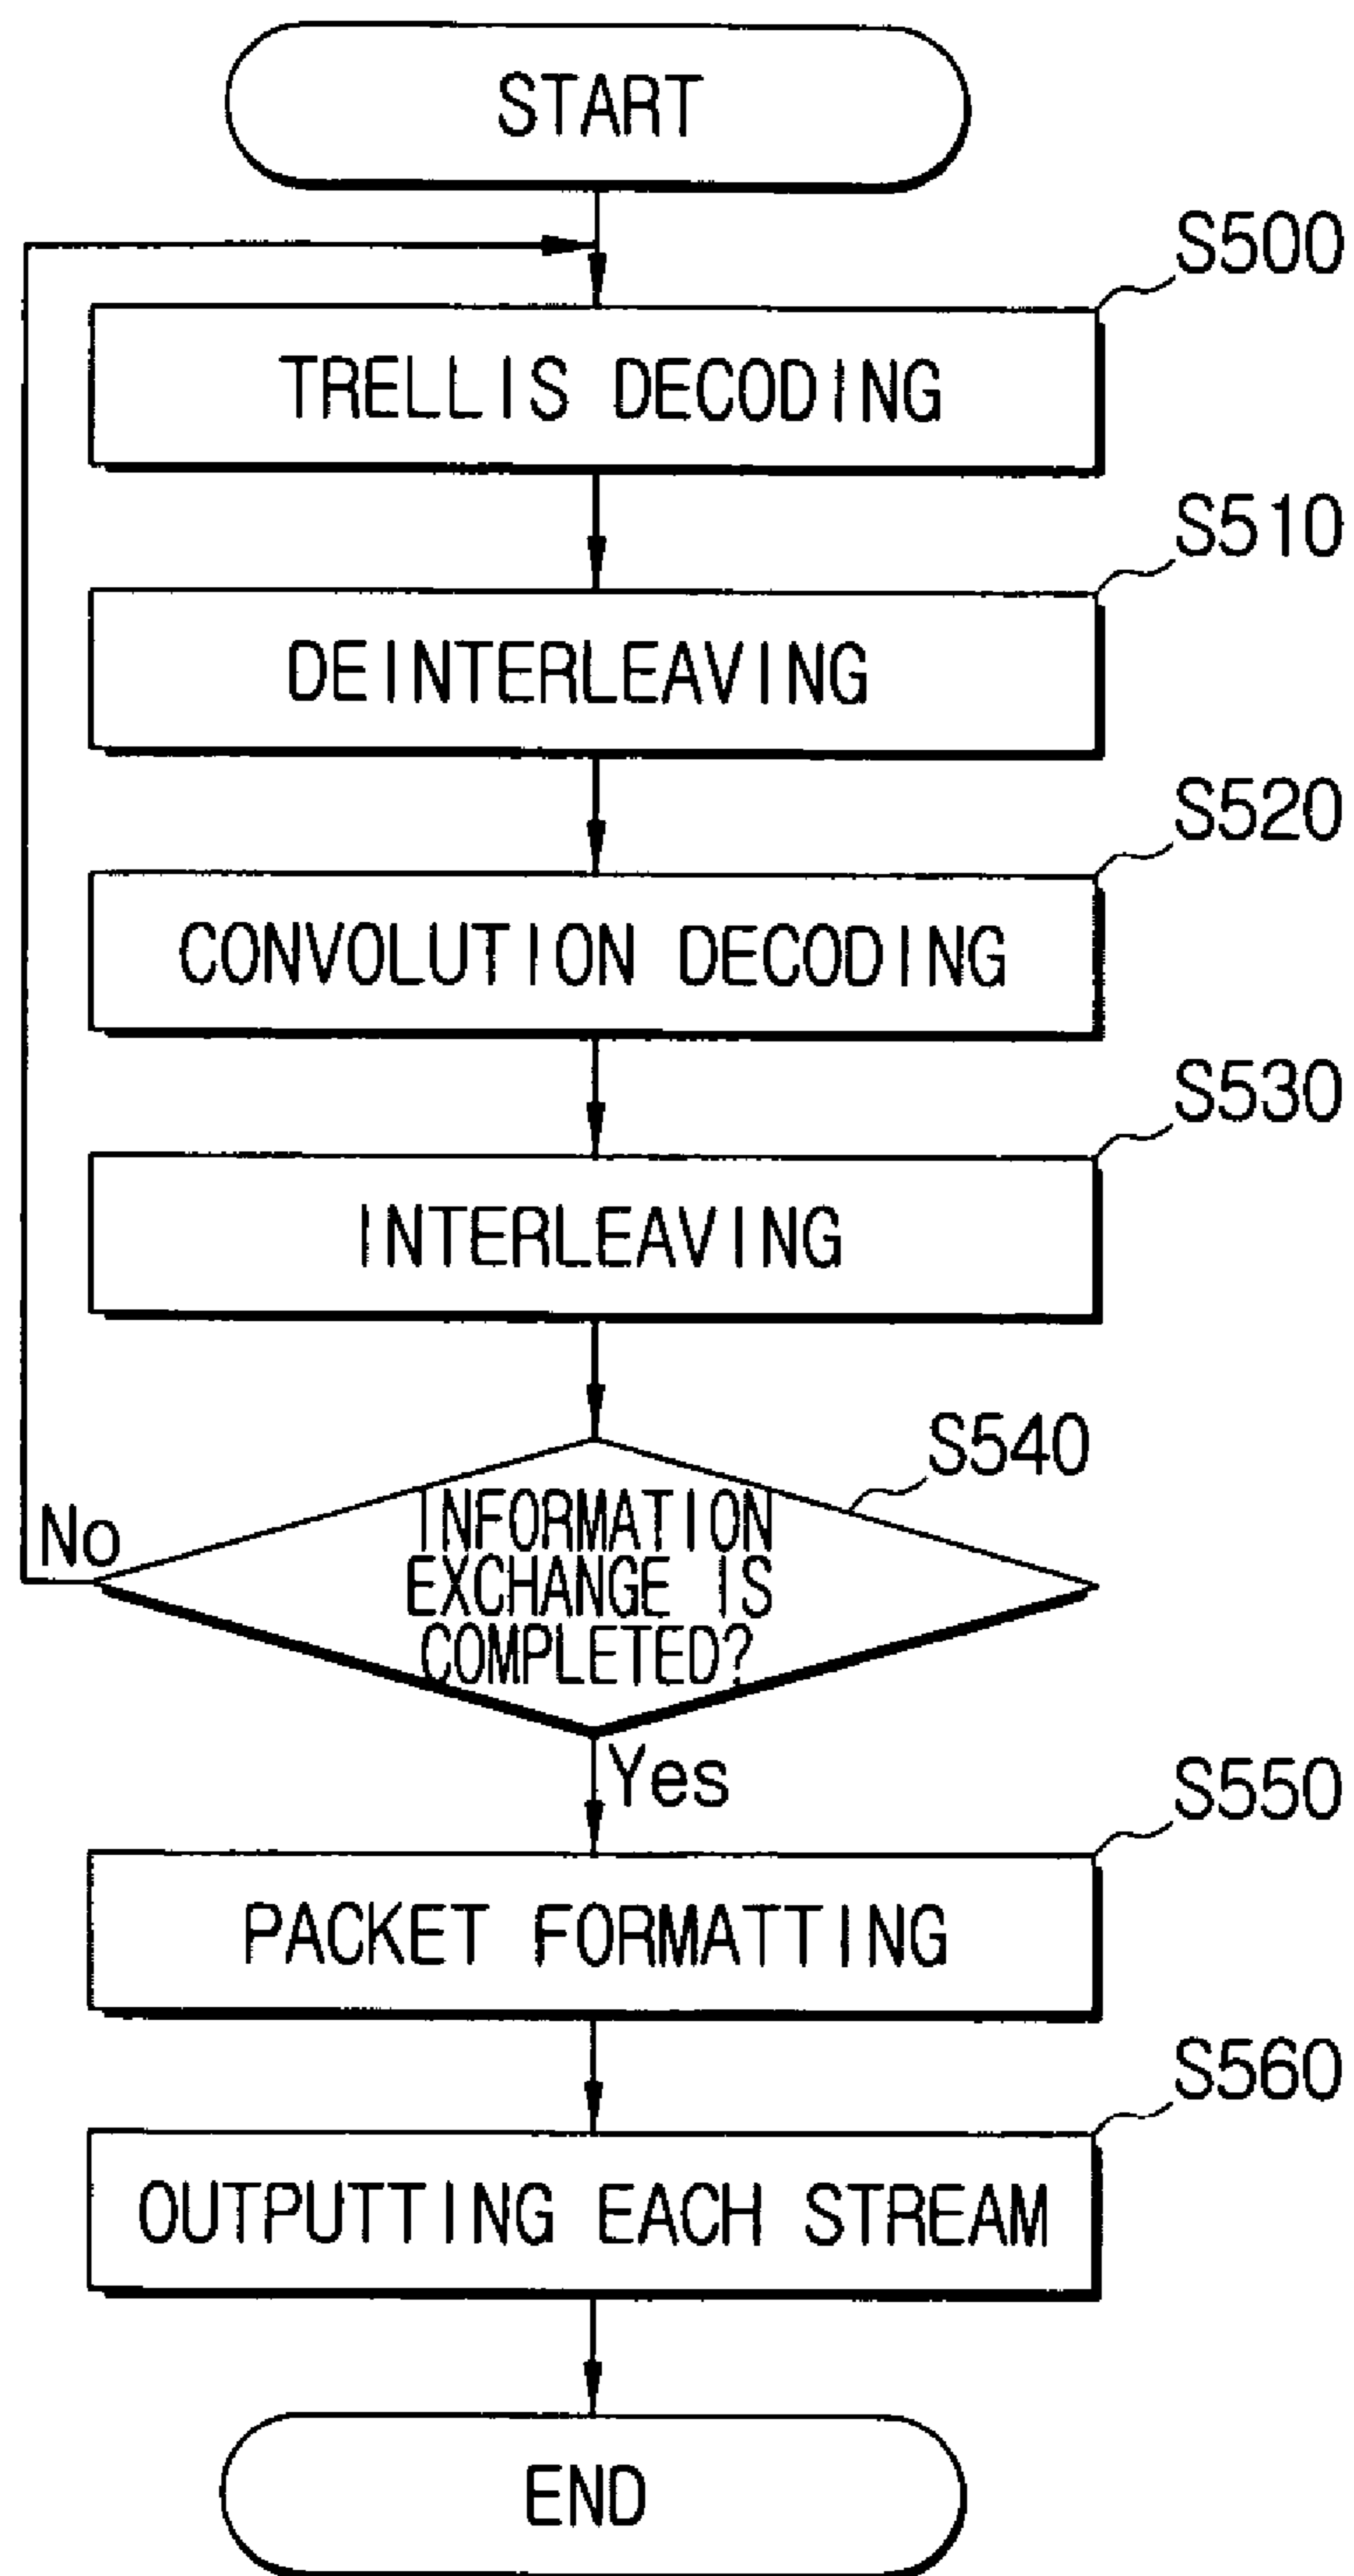 START
S500
TRELLIS DECODING
S510
DEINTERLEAVING
S520
CONVOLUTION DECODING
S530
INTERLEAVING
S540
INFORMATION
EXCHANGE IS
COMPLETED?
No
Yes
S550
PACKET FORMATTING
S560
OUTPUTTING EACH STREAM
END